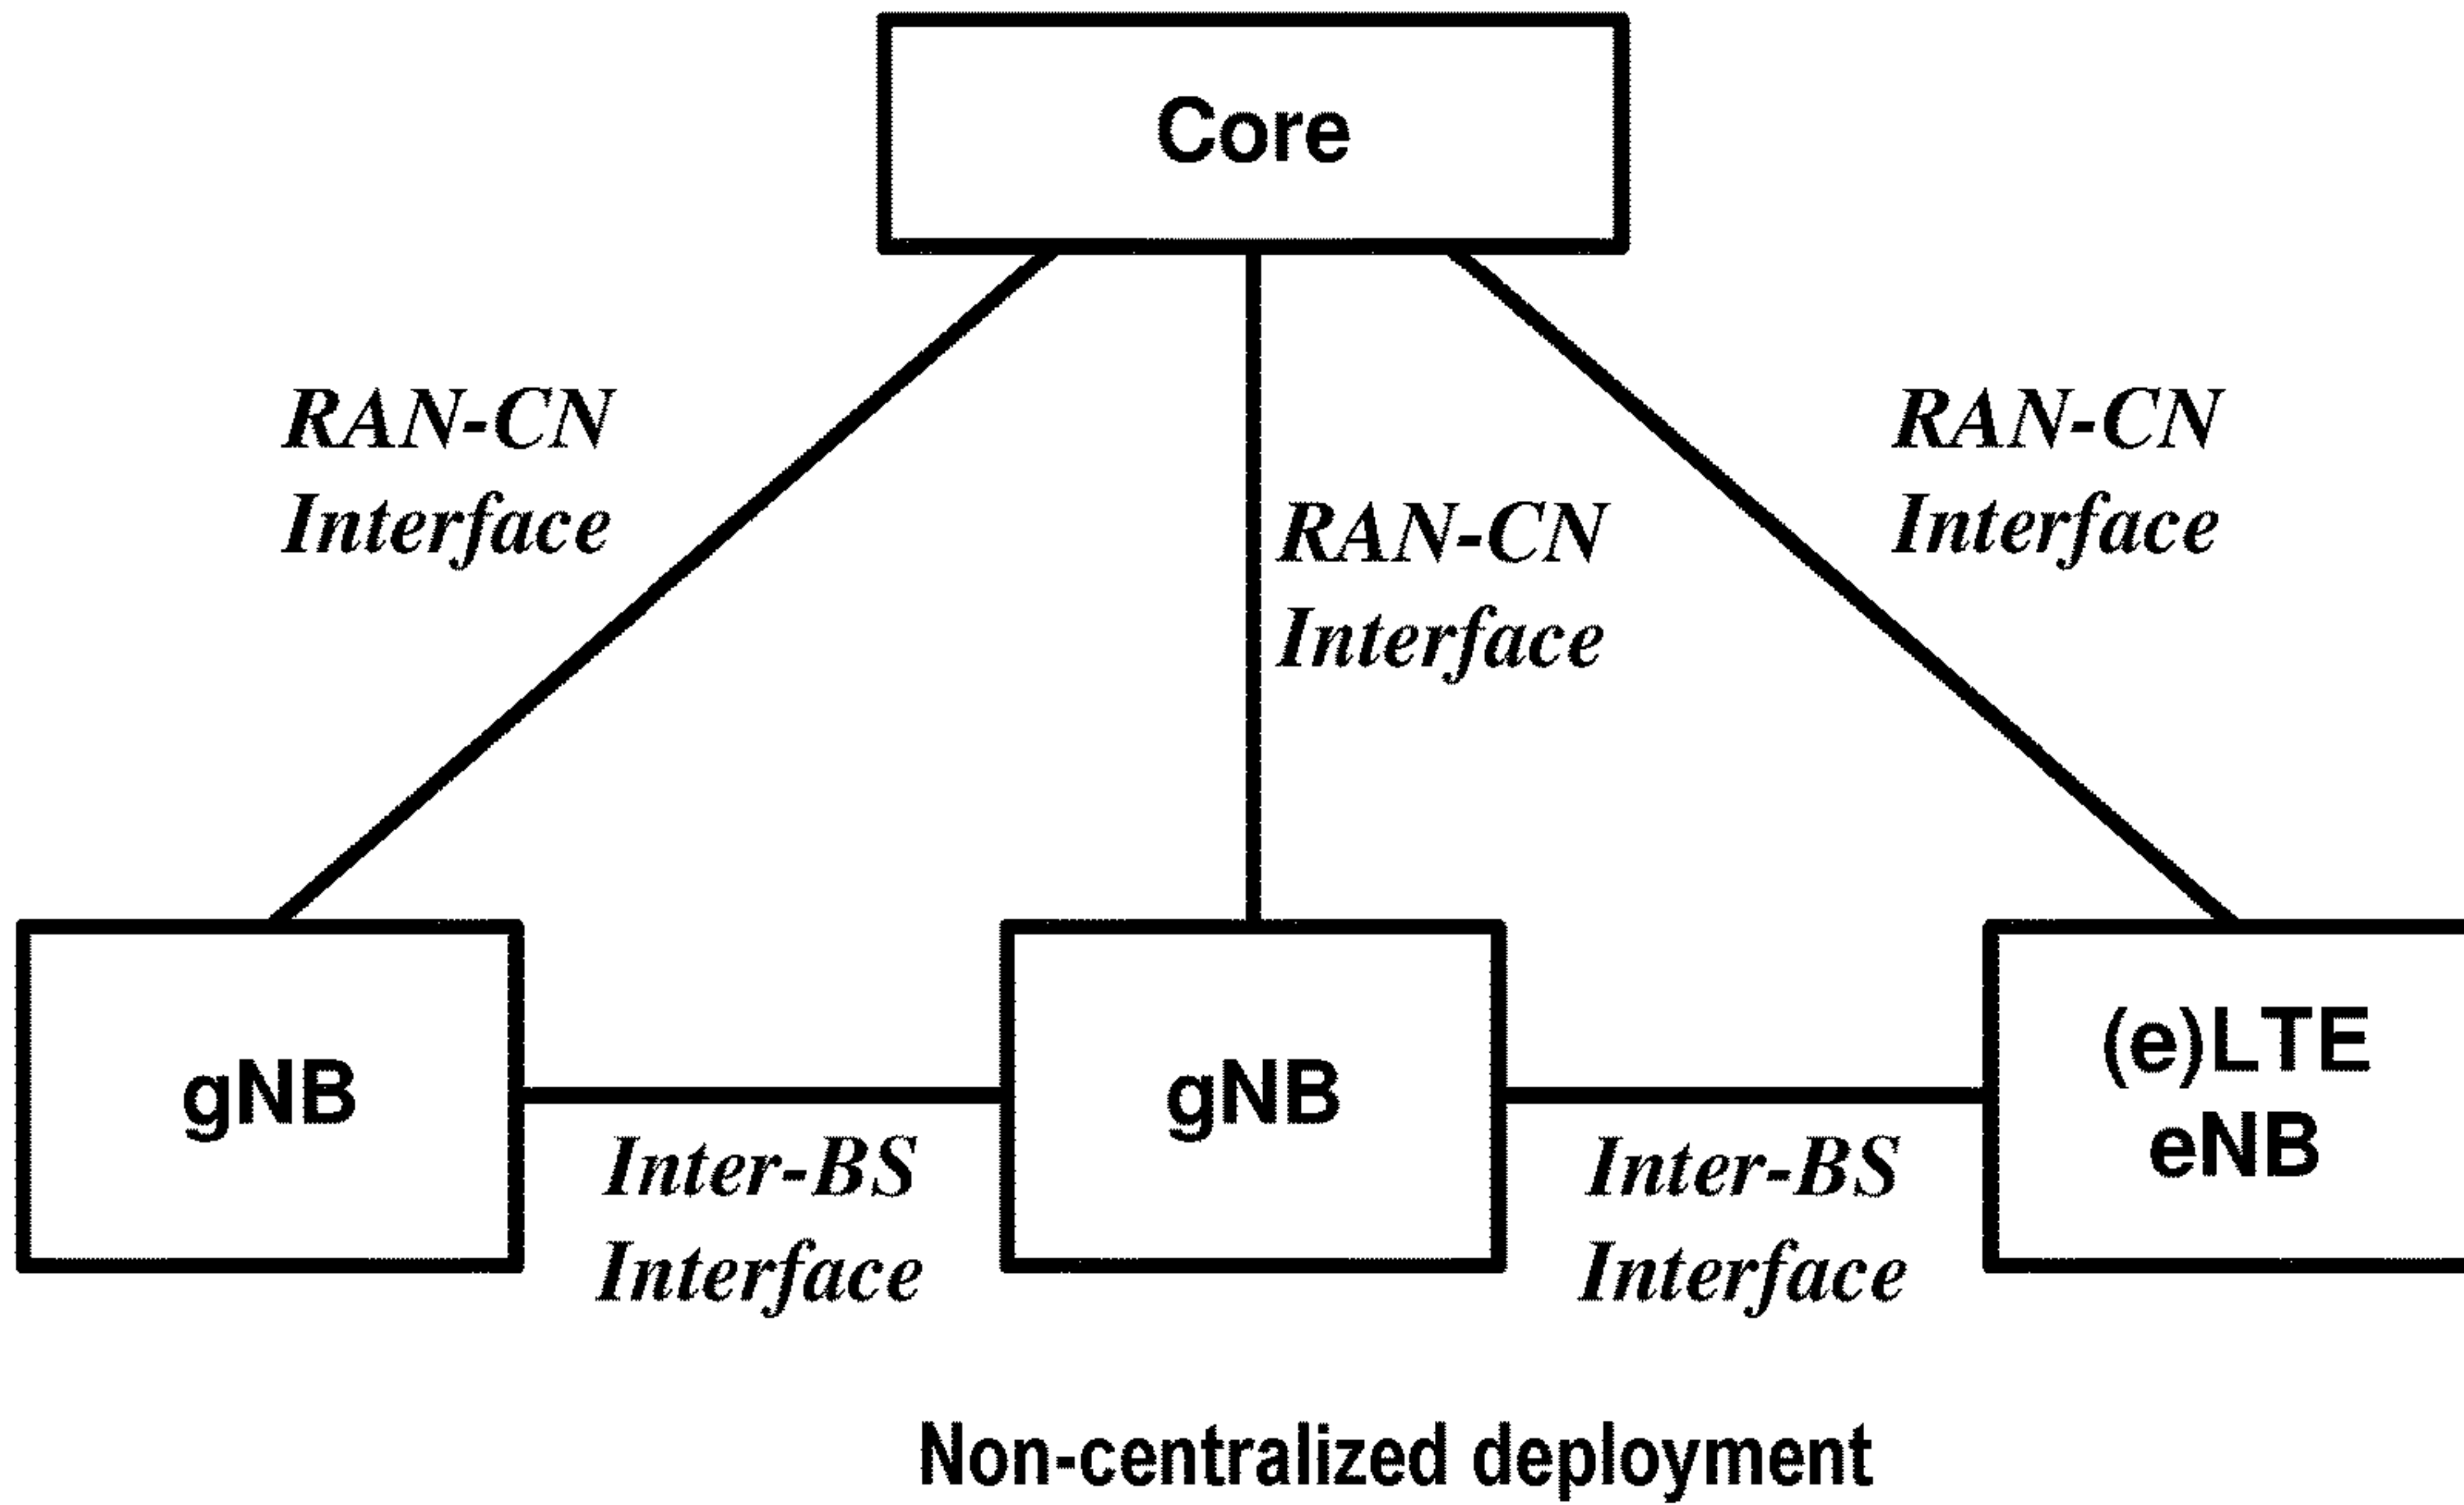 Core
RAN-CN
Interface
RAN-CN
Interface
RAN-CN
Interface
gNB
Inter-BS
Interface
gNB
Inter-BS
Interface
(e)LTE
eNB
Non-centralized deployment